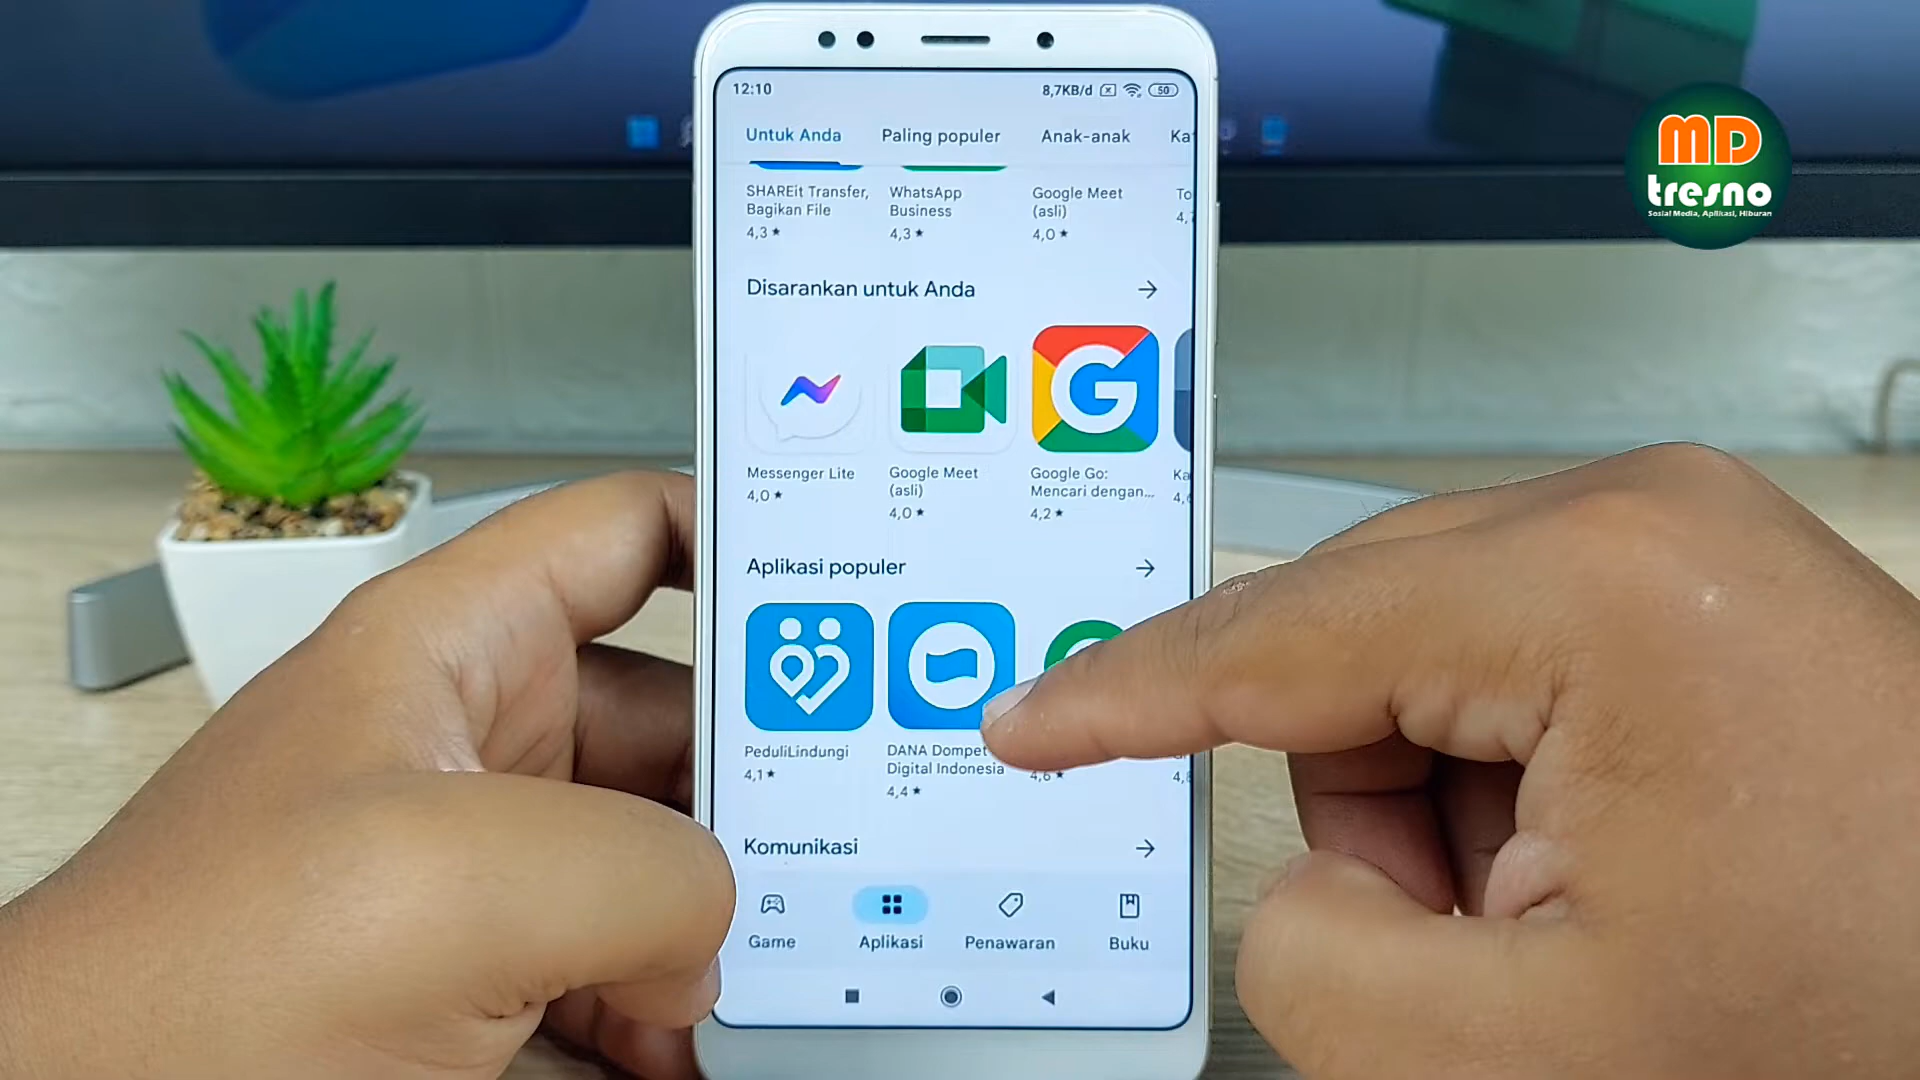 12:10
8,7KB/d
50
Untuk Anda
Paling populer
Anak-anak
SHAREit Transfer,
Bagikan File
4,3 ★
WhatsApp
Business
4,3 ★
Google Meet
(asli)
4,0 ★
Disarankan untuk Anda
Messenger Lite
4,0 ★
Google Meet
(asli)
4,0 ★
Google Go:
Mencari dengan...
4,2 ★
Aplikasi populer
PeduliLindungi
4,1 ★
DANA Dompet
Digital Indonesia
4,4 ★
4,6 ★
Komunikasi
Game
Aplikasi
Penawaran
Buku
MD
tresno
Sosial Media, Aplikasi, Hiburan